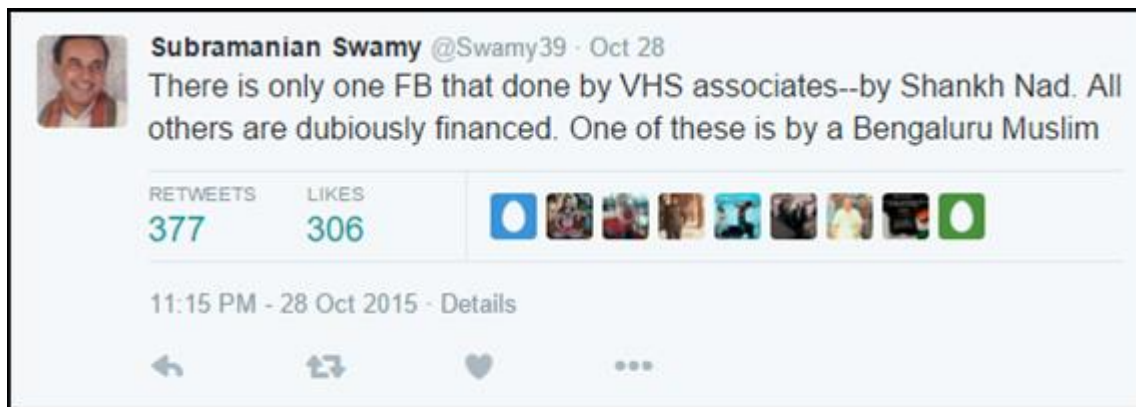 Subramanian Swamy @Swamy39 · Oct 28
There is only one FB that done by VHS associates--by Shankh Nad. All
others are dubiously financed. One of these is by a Bengaluru Muslim
RETWEETS LIKES
377 306
11:15 PM - 28 Oct 2015 · Details